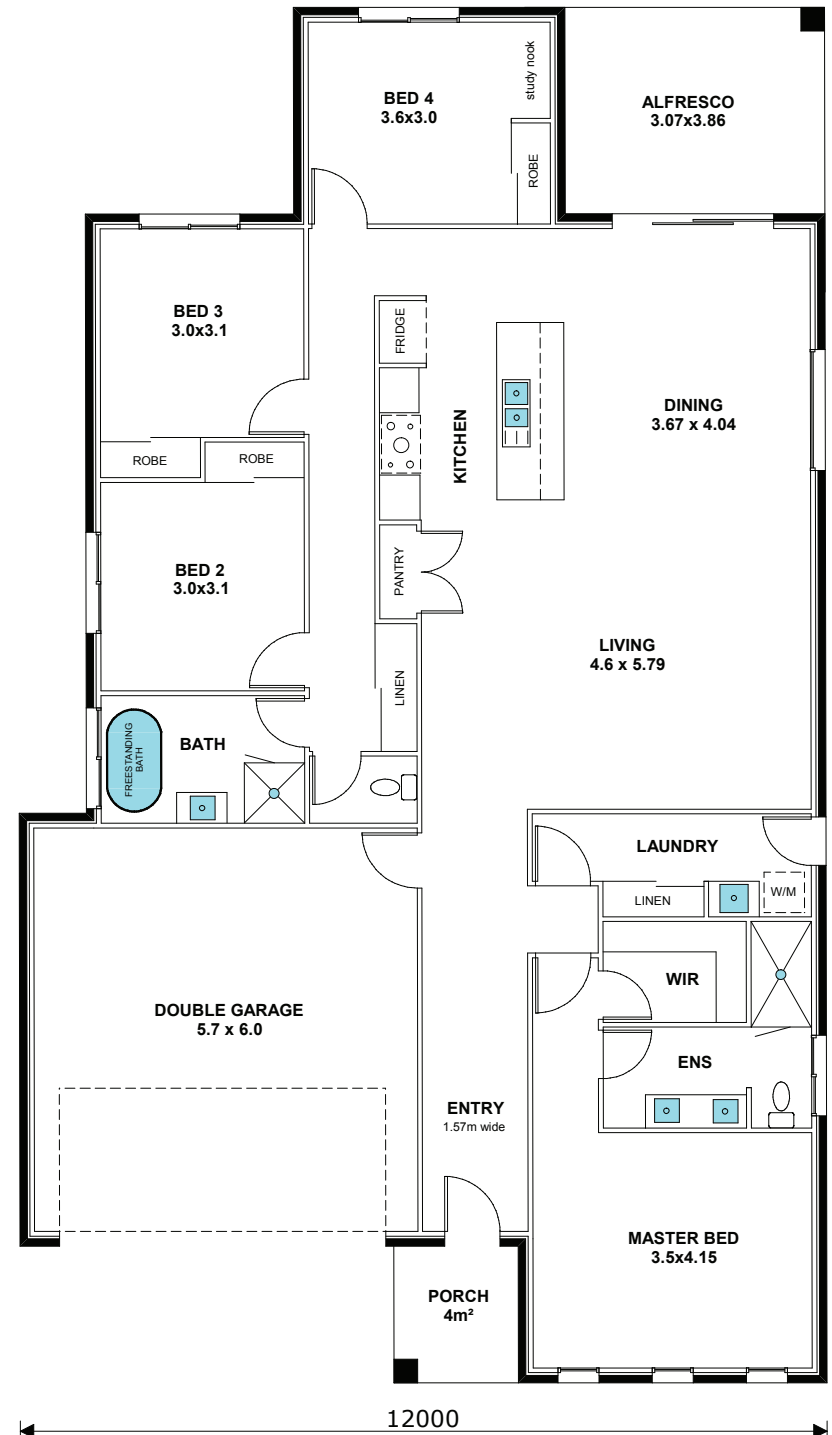 study nook
BED 4
3.6x3.0
ALFRESCO
3.07x3.86
ROBE
BED 3
3.0x3.1
FRIDGE
KITCHEN
DINING
3.67 x 4.04
ROBE
ROBE
BED 2
3.0x3.1
PANTRY
LIVING
4.6 x 5.79
LINEN
BATH
FREESTANDING
BATH
LAUNDRY
LINEN
W/M
WIR
DOUBLE GARAGE
5.7 x 6.0
ENS
ENTRY
1.57m wide
MASTER BED
3.5x4.15
PORCH
4m²
12000